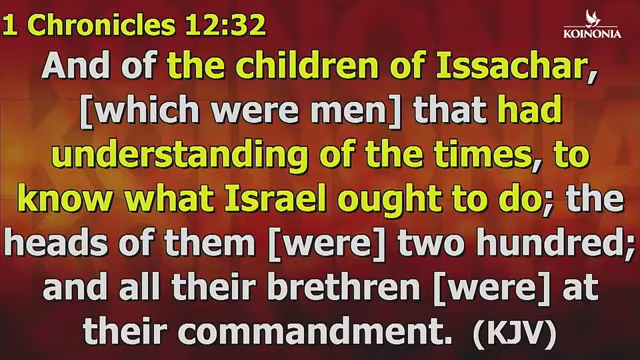 1 Chronicles 12:32
KOINONIA
And of the children of Issachar,
[which were men] that had
understanding of the times, to
know what Israel ought to do; the
heads of them [were] two hundred;
and all their brethren [were] at
their commandment. (KJV)